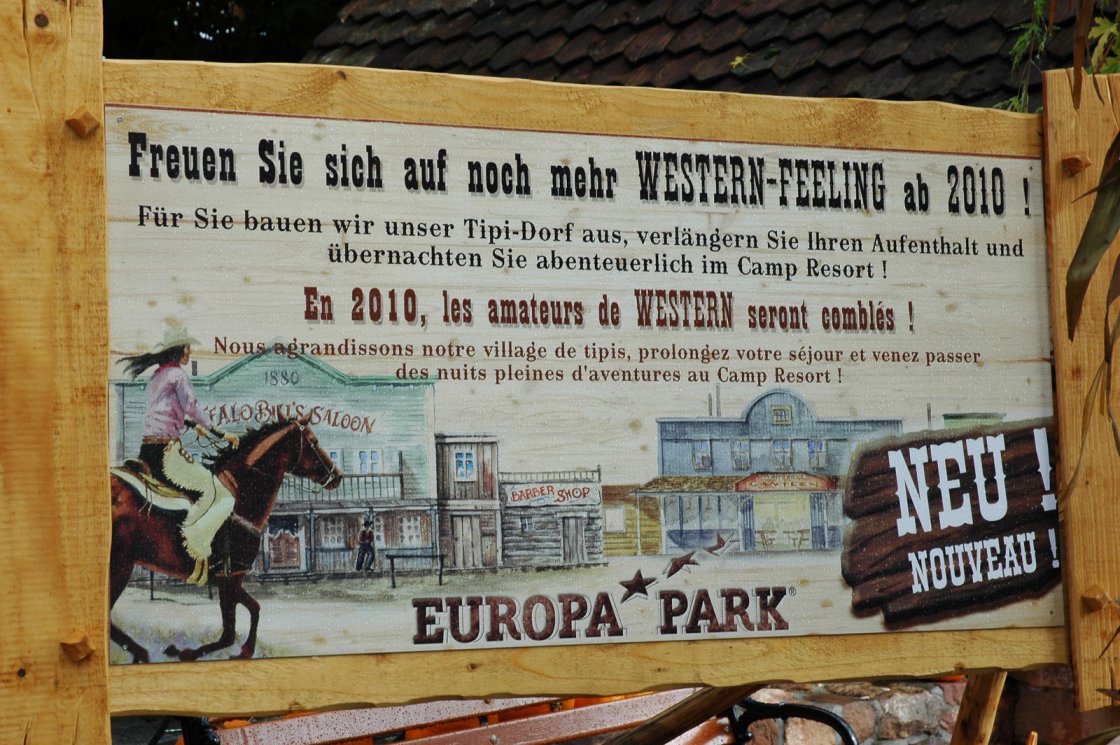 Freuen Sie sich auf noch mehr WESTERN-FEELING ab 2010 !
Für Sie bauen wir unser Tipi-Dorf aus, verlängern Sie Ihren Aufenthalt und
übernachten Sie abenteuerlich im Camp Resort !
En 2010, les amateurs de WESTERN seront comblés !
Nous agrandissons notre village de tipis, prolongez votre séjour et venez passer
des nuits pleines d'aventures au Camp Resort !
1880
FALO BILL'S SALOON
BARBER SHOP
NEU !
NOUVEAU !
EUROPA PARK®